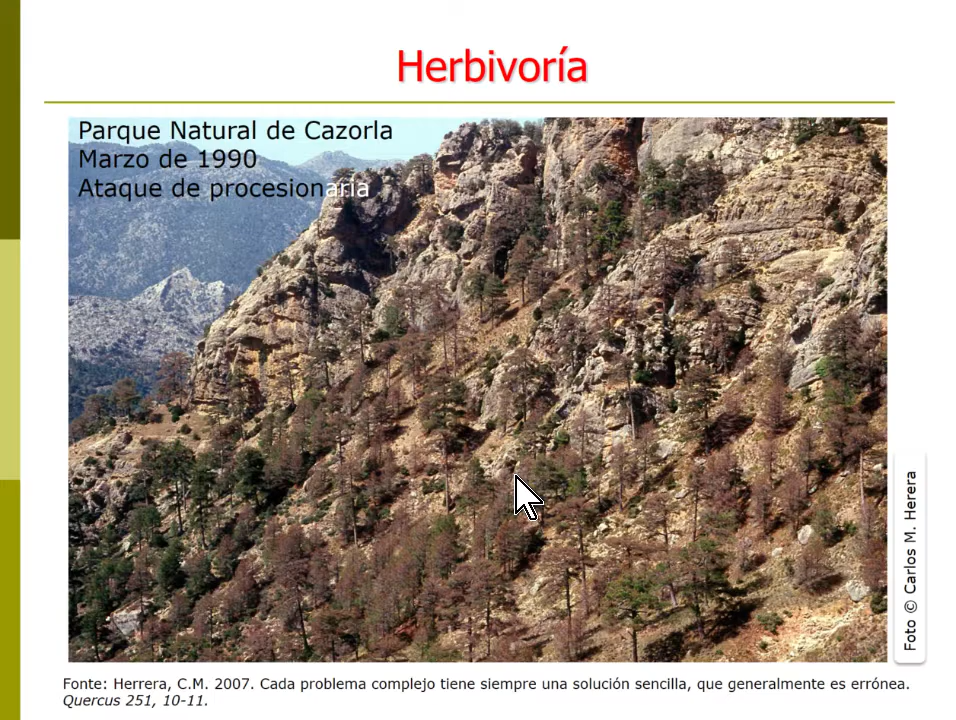 Herbivoría
Parque Natural de Cazorla
Marzo de 1990
Ataque de procesionaria
Foto © Carlos M. Herera
Fonte: Herrera, C.M. 2007. Cada problema complejo tiene siempre una solución sencilla, que generalmente es errónea.
Quercus 251, 10-11.